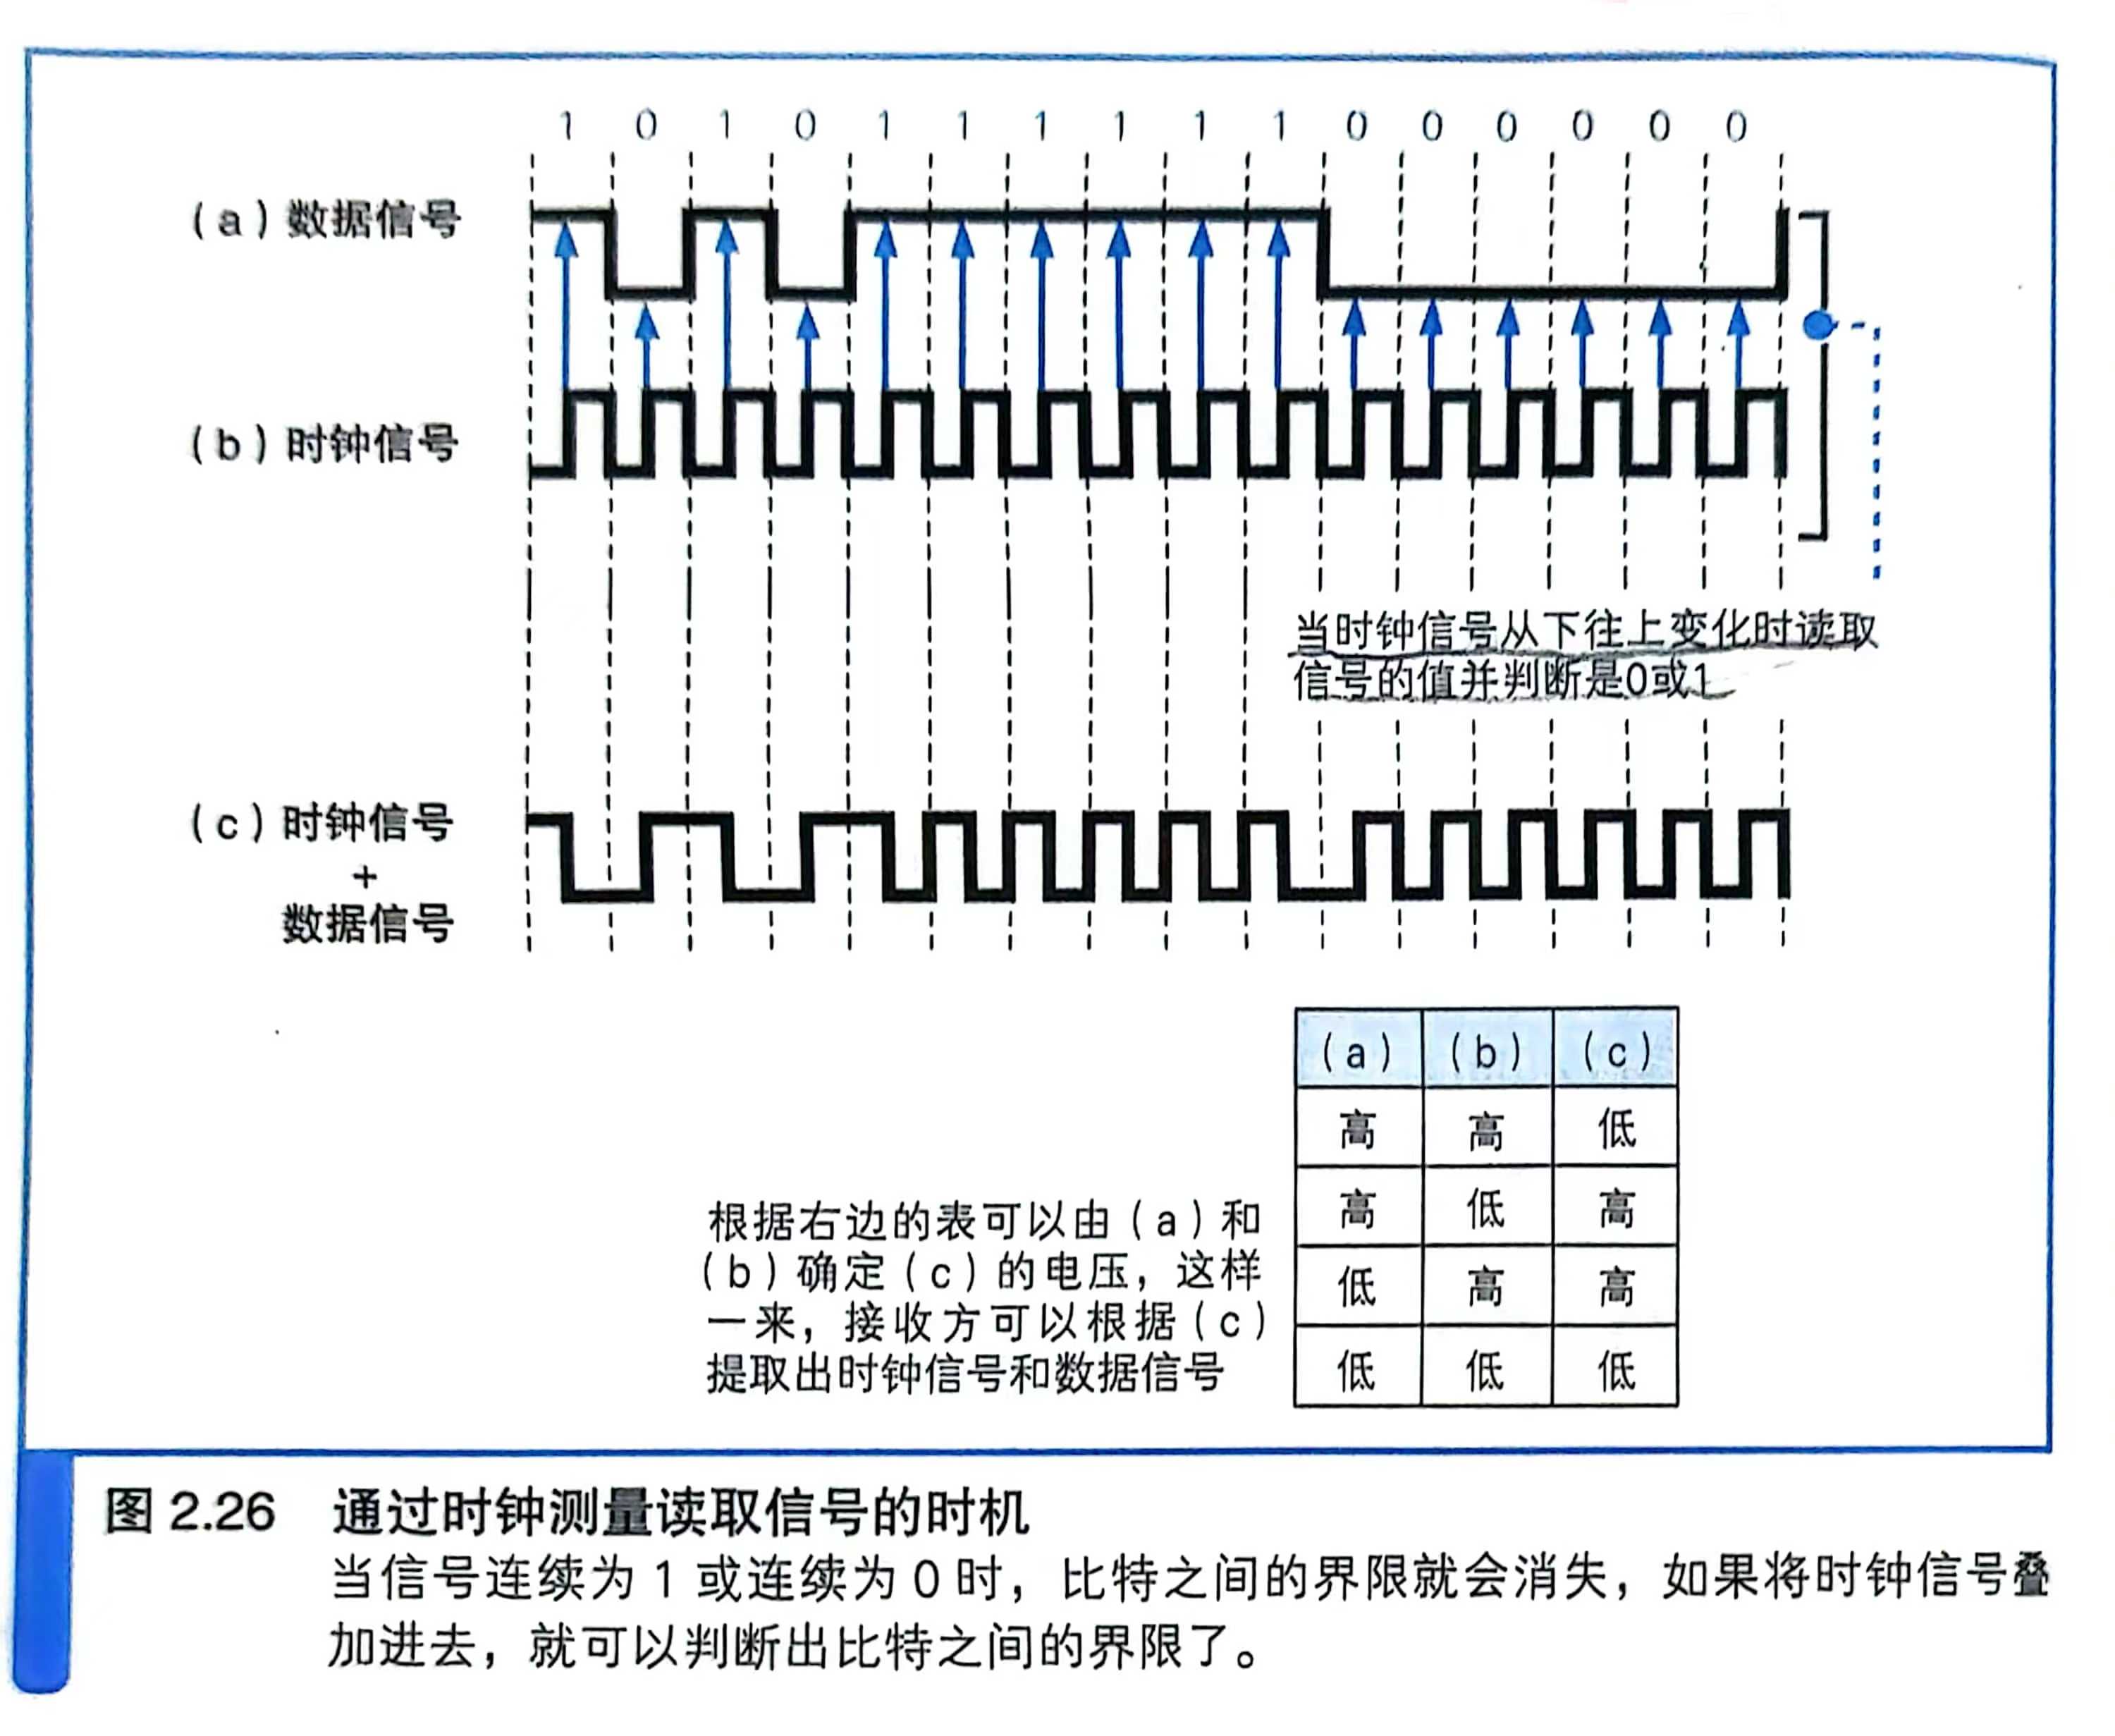 1 0 1 0 1 1 1 1 1 1 0 0 0 0 0 0
(a)数据信号
(b)时钟信号
当时钟信号从下往上变化时读取
信号的值并判断是0或1
(c)时钟信号
+
数据信号
(a) (b) (c)
高 高 低
高 低 高
低 高 高
低 低 低
根据右边的表可以由(a)和
(b)确定(c)的电压，这样
一来，接收方可以根据(c)
提取出时钟信号和数据信号
图 2.26 通过时钟测量读取信号的时机
当信号连续为 1 或连续为 0 时，比特之间的界限就会消失，如果将时钟信号叠
加进去，就可以判断出比特之间的界限了。